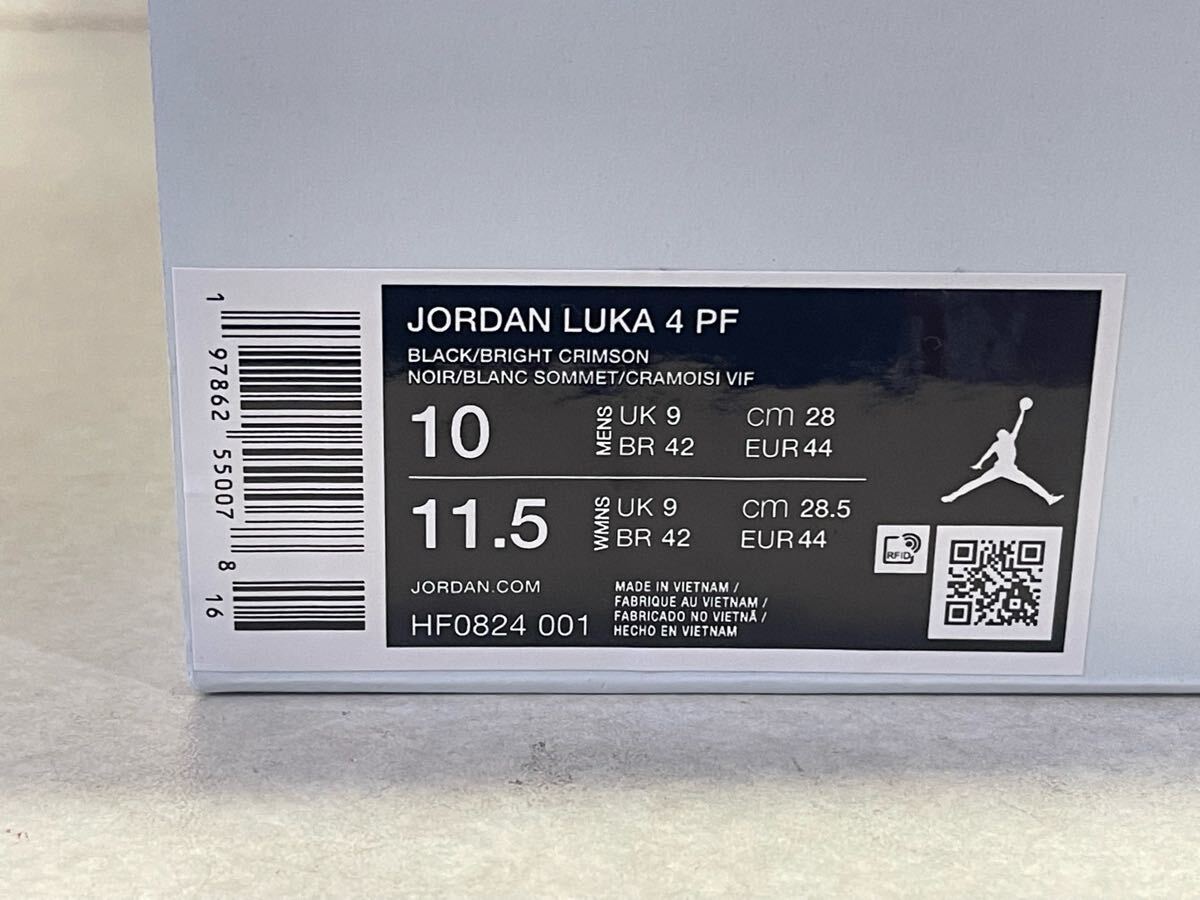 JORDAN LUKA 4 PF
BLACK/BRIGHT CRIMSON
NOIR/BLANC SOMMET/CRAMOISI VIF
10 MENS UK 9 cm 28
BR 42 EUR 44
11.5 WMNS UK 9 cm 28.5
BR 42 EUR 44
JORDAN.COM
HF0824 001
MADE IN VIETNAM /
FABRIQUE AU VIETNAM /
FABRICADO NO VIETNÃ /
HECHO EN VIETNAM
RFID
1 97862 55007 8 16